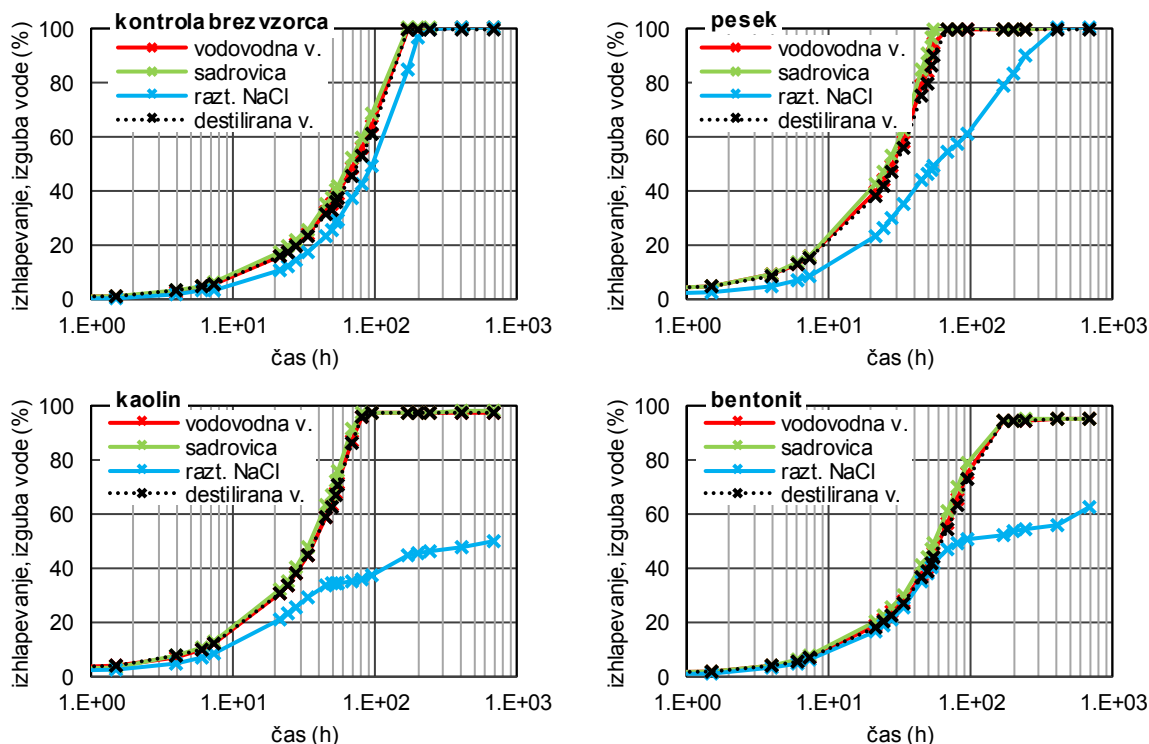 kontrola brez vzorca
izhlapevanje, izguba vode (%)
100
80
60
40
20
0
vodovodna v.
sadrovica
razt. NaCl
destilirana v.
1.E+00
1.E+01
1.E+02
1.E+03
čas (h)
pesek
izhlapevanje, izguba vode (%)
100
80
60
40
20
0
vodovodna v.
sadrovica
razt. NaCl
destilirana v.
1.E+00
1.E+01
1.E+02
1.E+03
čas (h)
kaolin
izhlapevanje, izguba vode (%)
100
80
60
40
20
0
vodovodna v.
sadrovica
razt. NaCl
destilirana v.
1.E+00
1.E+01
1.E+02
1.E+03
čas (h)
bentonit
izhlapevanje, izguba vode (%)
100
80
60
40
20
0
vodovodna v.
sadrovica
razt. NaCl
destilirana v.
1.E+00
1.E+01
1.E+02
1.E+03
čas (h)